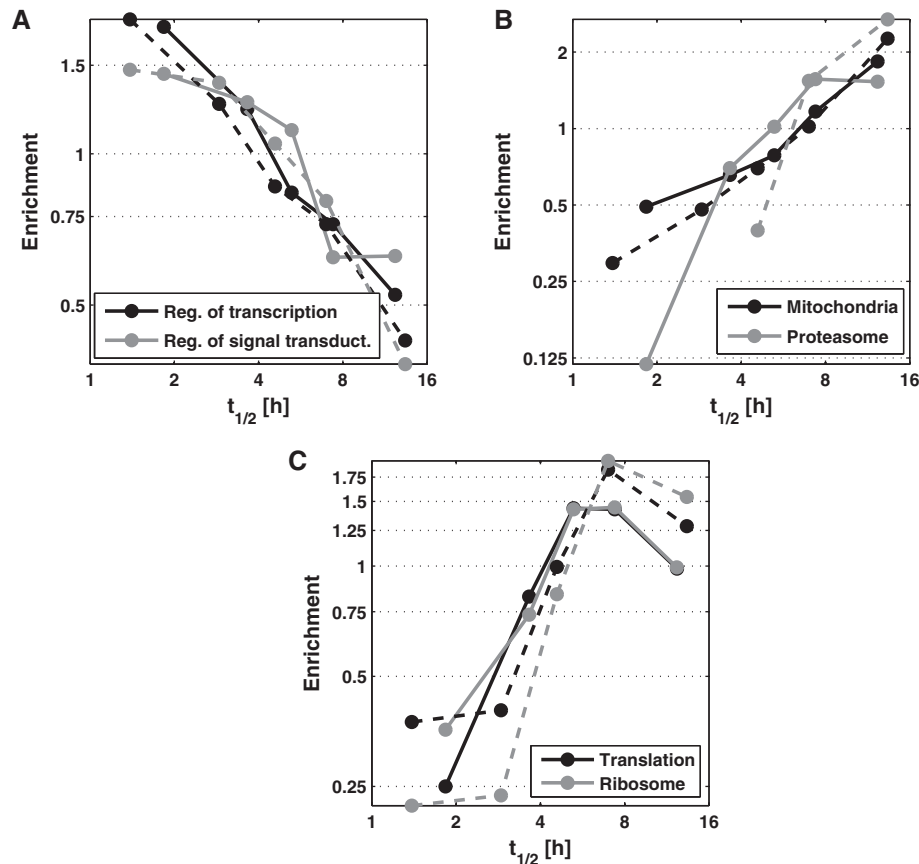 A
Enrichment
1.5
1
0.75
0.5
Reg. of transcription
Reg. of signal transduct.
1 2 4 8 16
t1/2 [h]
B
Enrichment
2
1
0.5
0.25
0.125
Mitochondria
Proteasome
1 2 4 8 16
t1/2 [h]
C
Enrichment
1.75
1.5
1.25
1
0.75
0.5
0.25
Translation
Ribosome
1 2 4 8 16
t1/2 [h]